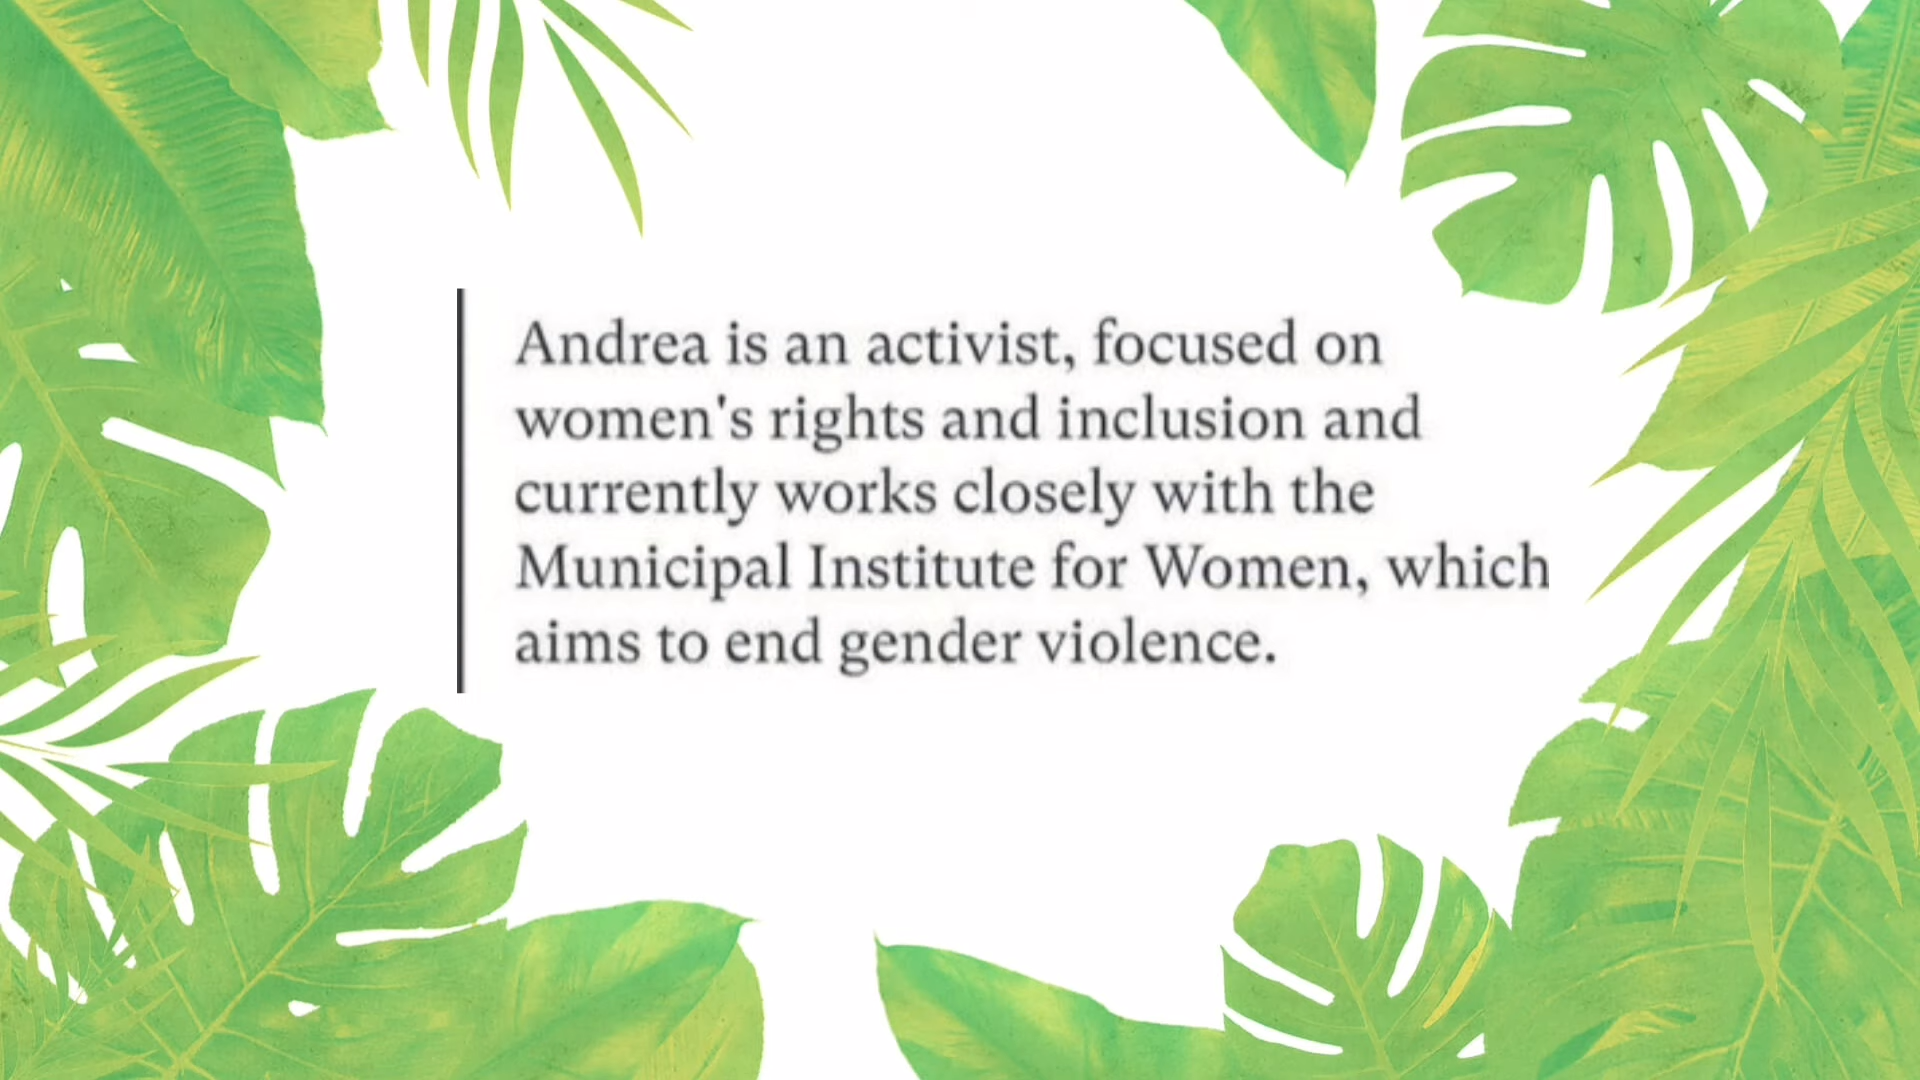 Andrea is an activist, focused on
women's rights and inclusion and
currently works closely with the
Municipal Institute for Women, which
aims to end gender violence.